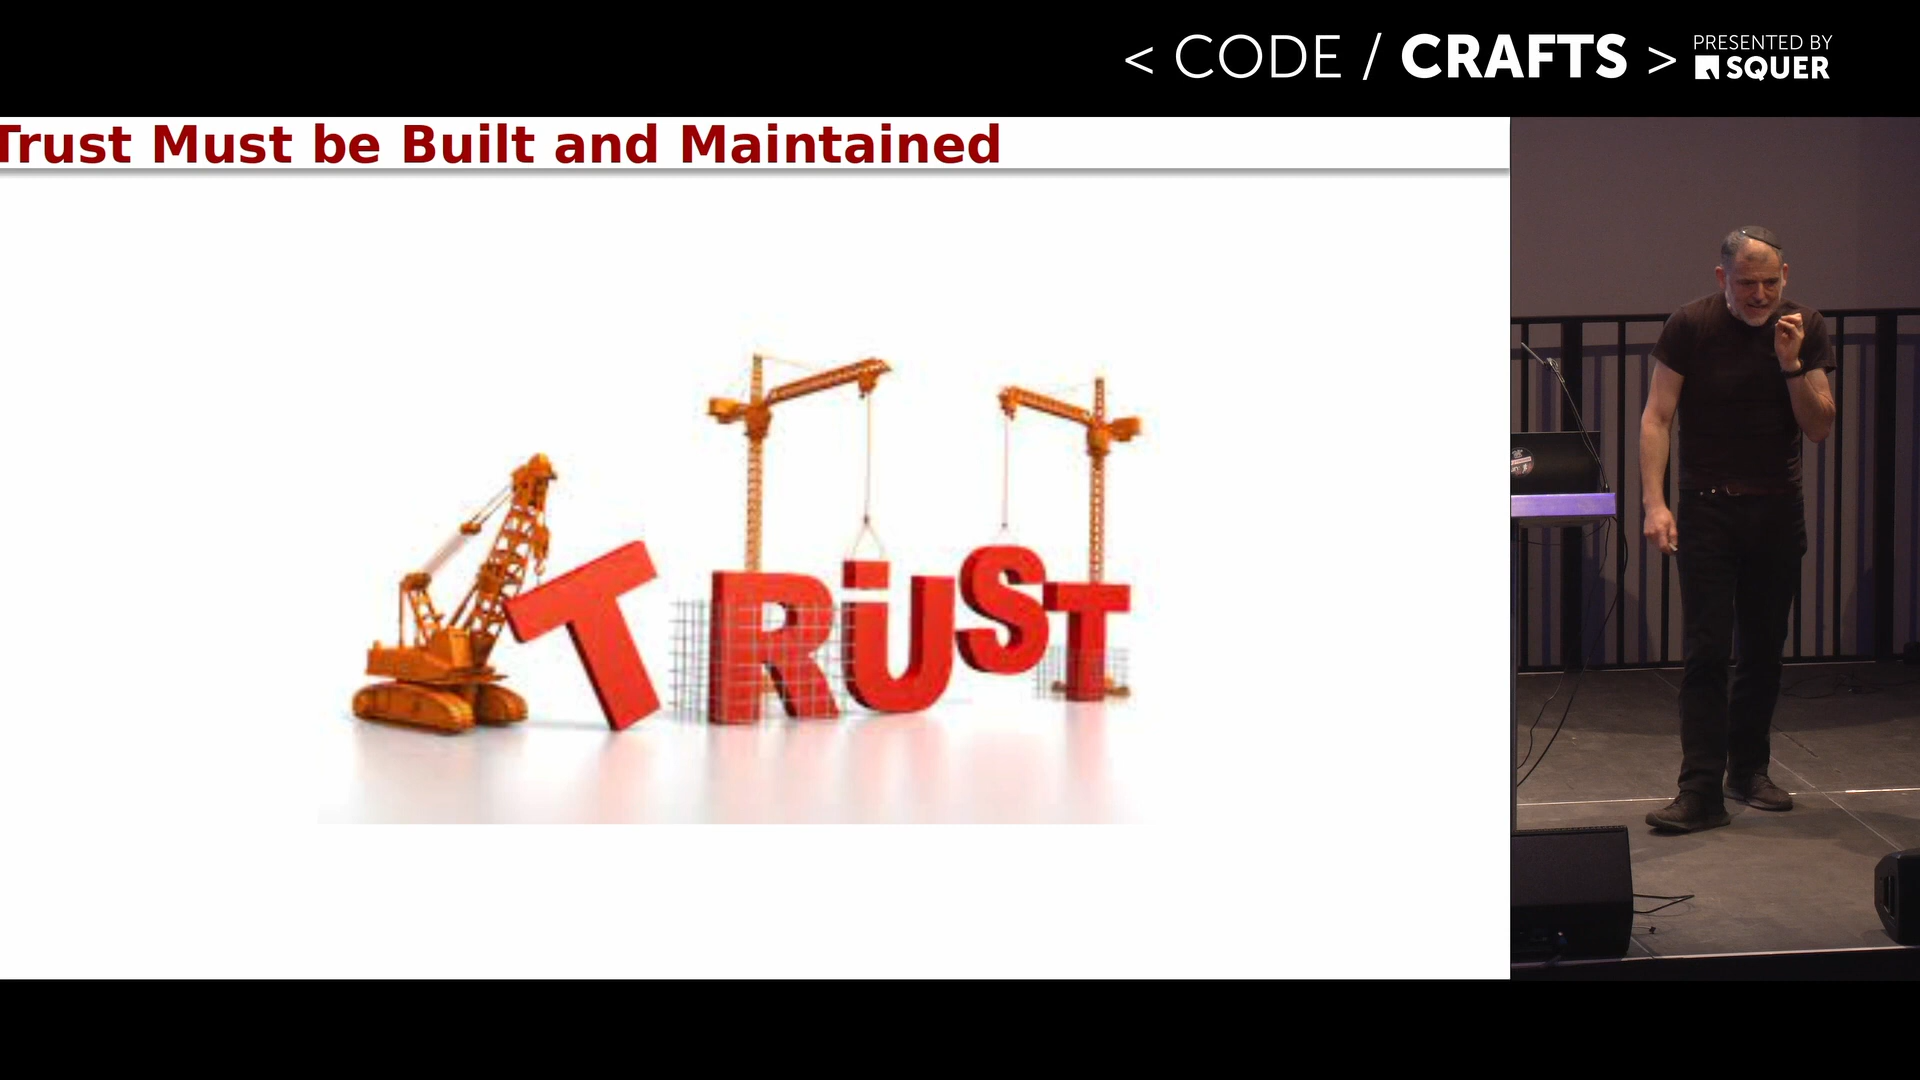 < CODE / CRAFTS >
PRESENTED BY
SQUER
Trust Must be Built and Maintained
TRUST